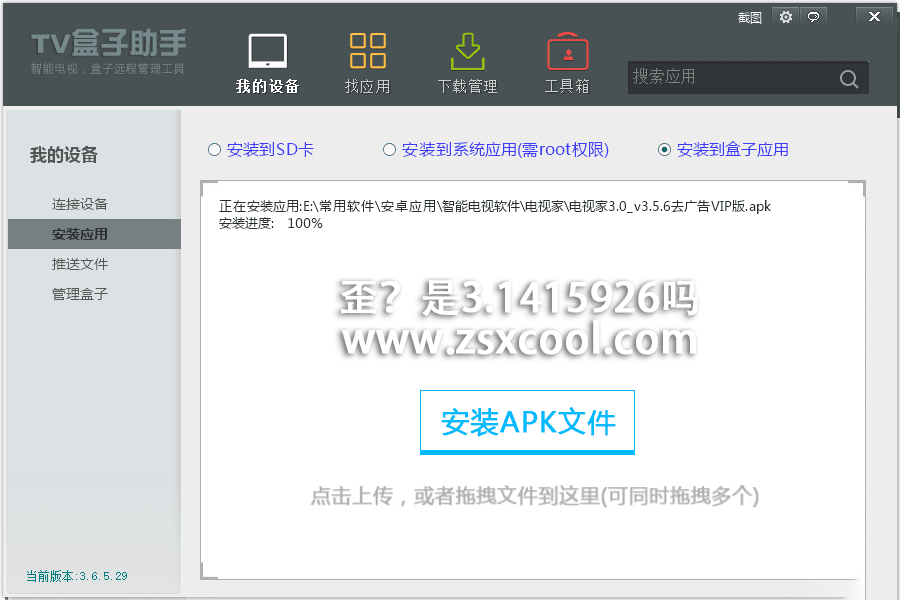 截图
TV盒子助手
智能电视，盒子远程管理工具
我的设备
找应用
下载管理
工具箱
搜索应用
我的设备
连接设备
安装应用
推送文件
管理盒子
当前版本:3.6.5.29
安装到SD卡
安装到系统应用(需root权限)
安装到盒子应用
正在安装应用:E:\常用软件\安卓应用\智能电视软件\电视家\电视家3.0_v3.5.6去广告VIP版.apk
安装进度: 100%
歪？是3.1415926吗
www.zsxcool.com
安装APK文件
点击上传，或者拖拽文件到这里(可同时拖拽多个)